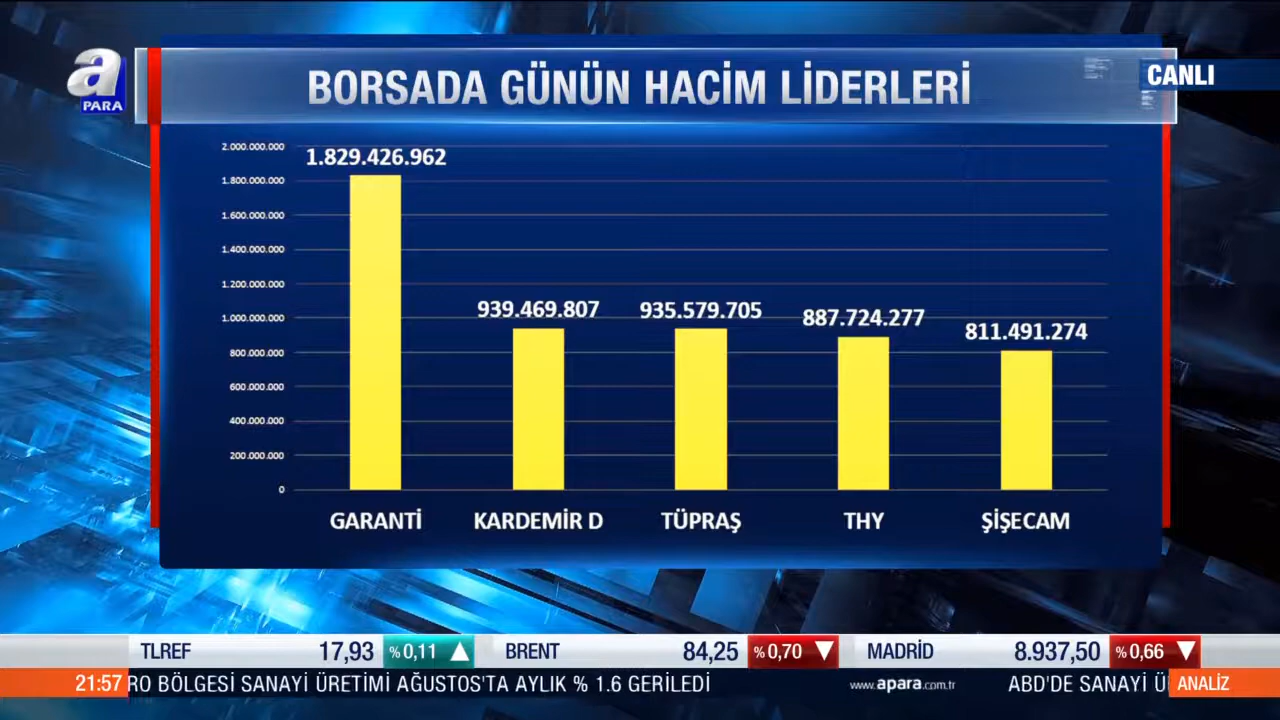 a
PARA
BORSADA GÜNÜN HACİM LİDERLERİ
CANLI
2.000.000.000
1.800.000.000
1.600.000.000
1.400.000.000
1.200.000.000
1.000.000.000
800.000.000
600.000.000
400.000.000
200.000.000
0
1.829.426.962
939.469.807
935.579.705
887.724.277
811.491.274
GARANTİ
KARDEMİR D
TÜPRAŞ
THY
ŞİŞECAM
TLREF 17,93 %0,11 BRENT 84,25 %0,70 MADRİD 8.937,50 %0,66
21:57 RO BÖLGESİ SANAYİ ÜRETİMİ AĞUSTOS'TA AYLIK % 1.6 GERİLEDİ www.apara.com.tr ABD'DE SANAYİ Ü ANALİZ